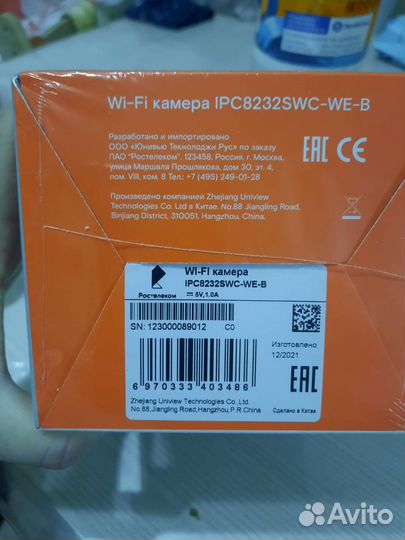 Wi-Fi камера IPC8232SWC-WE-B
Разработано и импортировано
ООО «Юнивью Текнолоджи Рус» по заказу
ПАО "Ростелеком". 123458, Россия. г. Москва,
улица Маршала Прошлякова, дом 30, эт. 4,
пом. VIII, ком. 8 Тел.: +7 (495) 249-01-28
EAC CE
Произведено компанией Zhejiang Uniview
Technologies Co., Ltd в Китае. No.88 Jiangling Road,
Binjiang District, 310051, Hangzhou, China.
Ростелеком
WI-FI камера
IPC8232SWC-WE-B
5V,1.0A
SN: 123000089012 C0
Изготовлено
12/2021
6 970333 403486
EAC
Zhejiang Uniview Technologies Co.,Ltd.
No.88,Jiangling Road,Hangzhou,P.R.China
Сделано в Китае
Avito